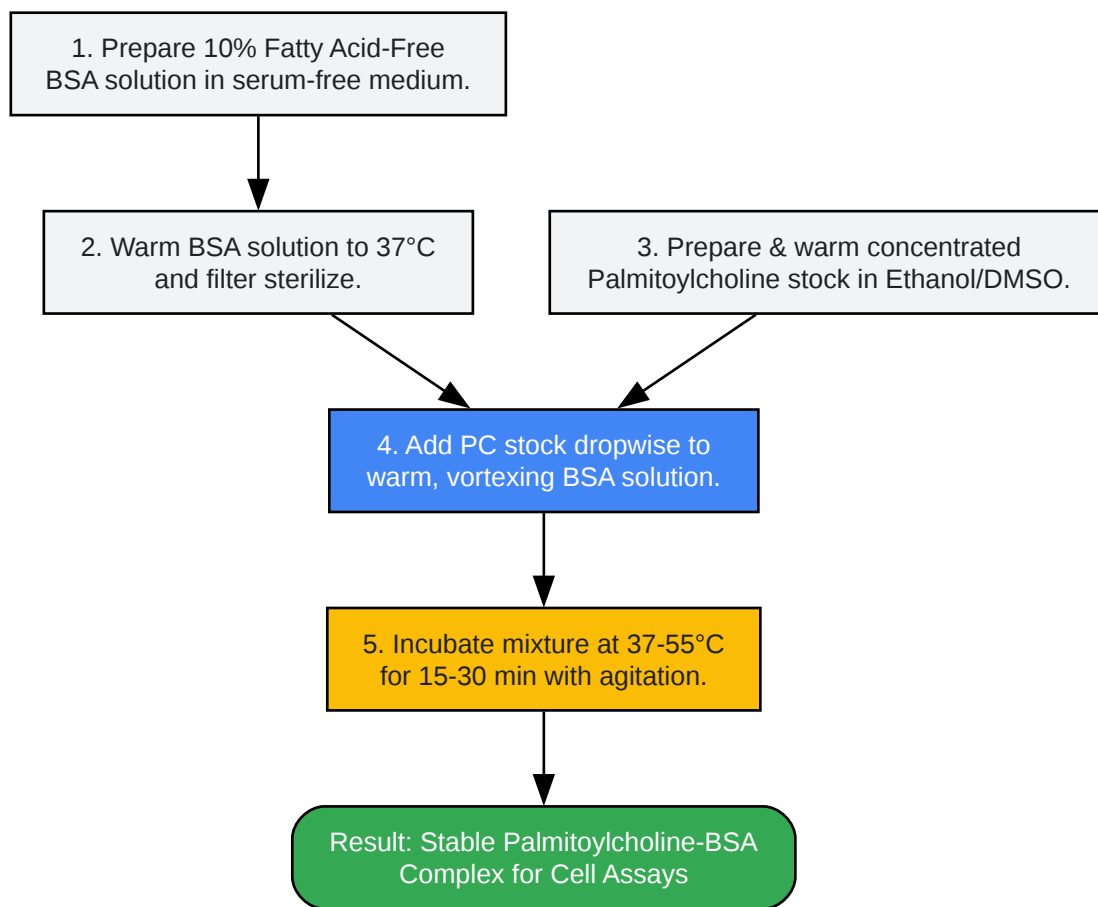 1. Prepare 10% Fatty Acid-Free
BSA solution in serum-free medium.
2. Warm BSA solution to 37°C
and filter sterilize.
3. Prepare & warm concentrated
Palmitoylcholine stock in Ethanol/DMSO.
4. Add PC stock dropwise to
warm, vortexing BSA solution.
5. Incubate mixture at 37-55°C
for 15-30 min with agitation.
Result: Stable Palmitoylcholine-BSA
Complex for Cell Assays